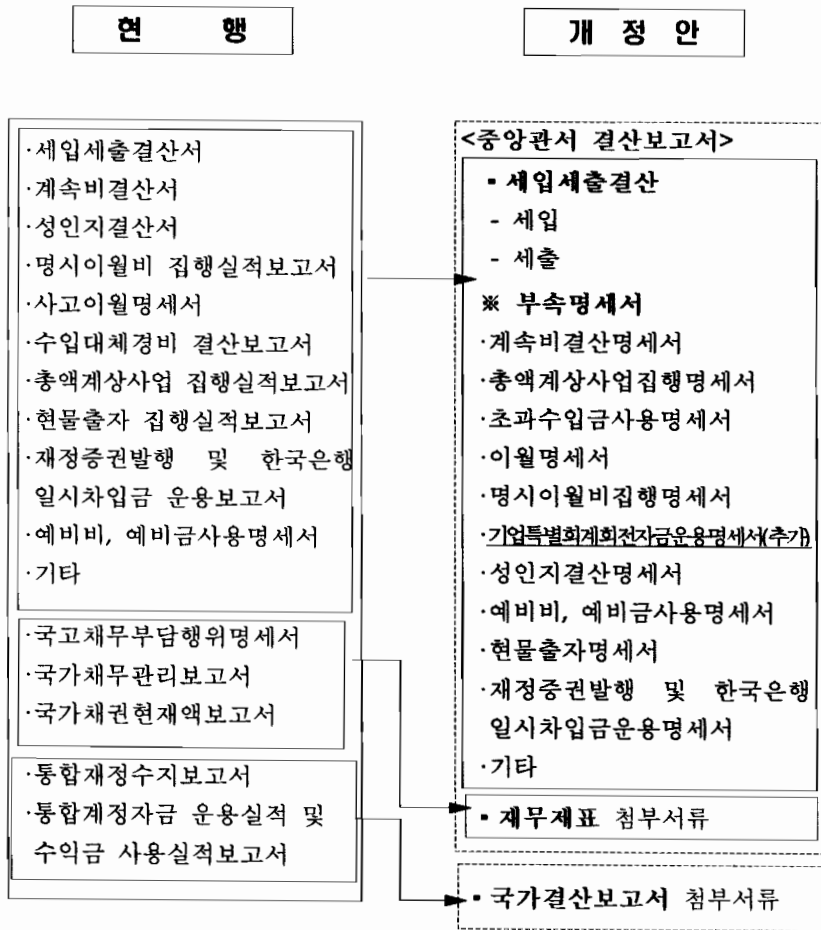 현 행
개 정 안
·세입세출결산서
·계속비결산서
·성인지결산서
·명시이월비 집행실적보고서
·사고이월명세서
·수입대체경비 결산보고서
·총액계상사업 집행실적보고서
·현물출자 집행실적보고서
·재정증권발행 및 한국은행
일시차입금 운용보고서
·예비비, 예비금사용명세서
·기타
·국고채무부담행위명세서
·국가채무관리보고서
·국가채권현재액보고서
·통합재정수지보고서
·통합계정자금 운용실적 및
수익금 사용실적보고서
<중앙관서 결산보고서>
▪세입세출결산
- 세입
- 세출
※ 부속명세서
·계속비결산명세서
·총액계상사업집행명세서
·초과수입금사용명세서
·이월명세서
·명시이월비집행명세서
·기업특별회계회전자금운용명세서(추가)
·성인지결산명세서
·예비비, 예비금사용명세서
·현물출자명세서
·재정증권발행 및 한국은행
일시차입금운용명세서
·기타
▪재무제표 첨부서류
▪국가결산보고서 첨부서류